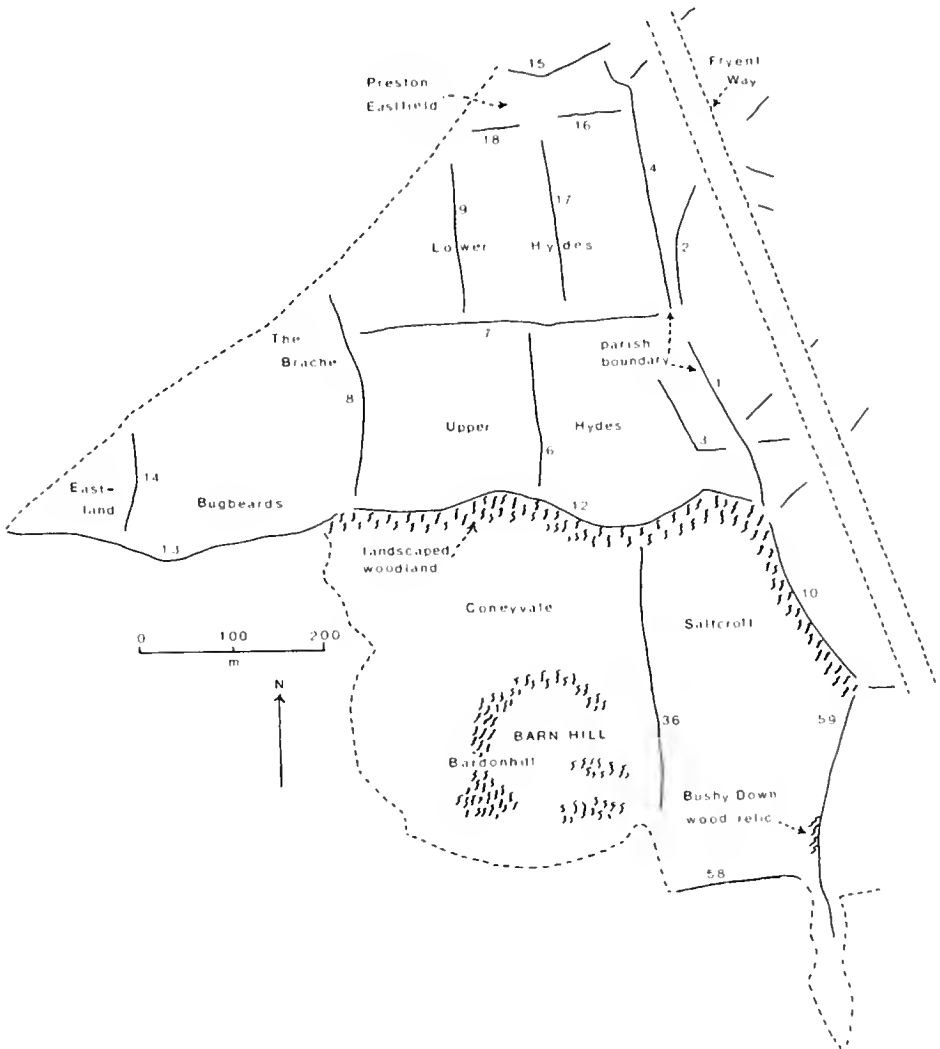 Fryent
Way
15
Preston
Eastfield
18
16
4
9
17
2
Lower Hydes
7
The
Brache
parish
boundary
8
1
Upper Hydes
6
3
14
East-
land
Bugbeards
12
13
landscaped
woodland
10
Coneyvate
Saltcroft
0 100 200
m
N
36
59
BARN HILL
Bardonhill
Bushy Down
wood relic
58